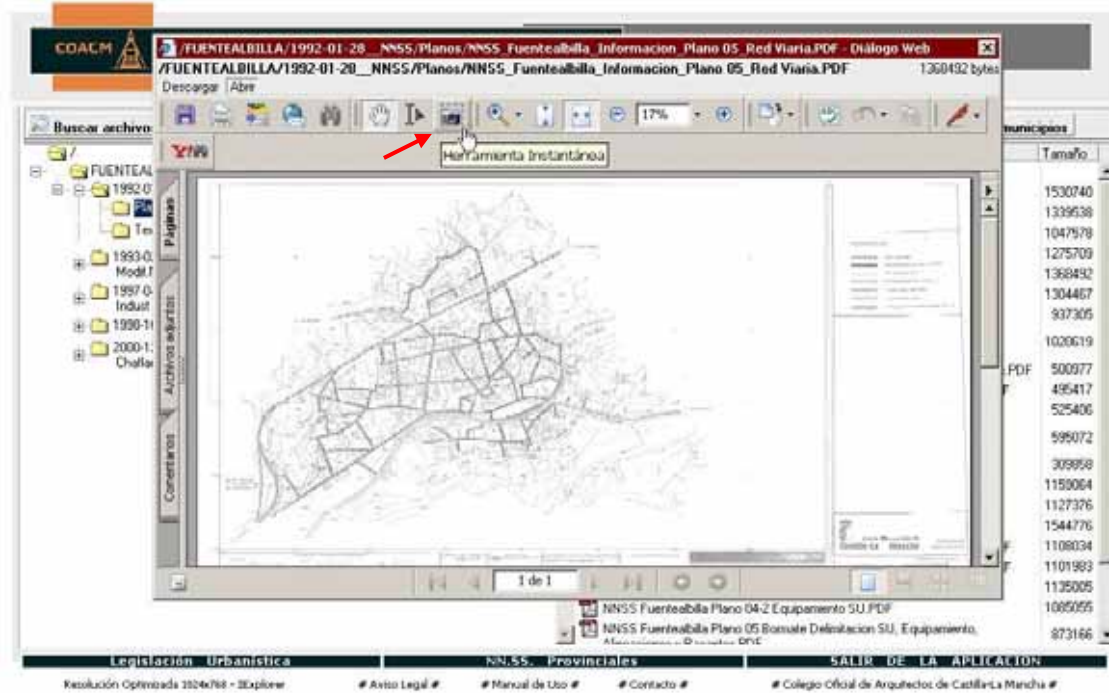 COACM
/FUENTEALBILLA/1992-01-28__NNSS/Planos/NNSS_Fuentealbilla_Informacion_Plano 05_Red Viaria.PDF - Diálogo Web
/FUENTEALBILLA/1992-01-28__NNSS/Planos/NNSS_Fuentealbilla_Informacion_Plano 05_Red Viaria.PDF 1368492 bytes
Descargar Abrir
17%
Herramienta Instantánea
Buscar archivo
municipios
Tamaño
/
FUENTEAL
1992-0
Pla
Te
1993-0
Modif.
1997-0
Indust
1998-1
2000-1
Challa
Páginas
Archivos adjuntos
Comentarios
1530740
1339538
1047578
1275709
1368492
1304467
937305
1020619
PDF 500977
495417
525406
595072
309858
1159064
1127376
1544776
1108034
1101983
1135005
1085055
873166
1 de 1
NNSS Fuentealbilla Plano 04-2 Equipamiento SU.PDF
NNSS Fuentealbilla Plano 05 Bormate Delimitacion SU, Equipamiento,
Legislación Urbanística
NN.SS. Provinciales
SALIR DE LA APLICACION
Resolución Optimizada 1024x768 - IExplorer
# Aviso Legal #
# Manual de Uso #
# Contacto #
# Colegio Oficial de Arquitectos de Castilla-La Mancha #